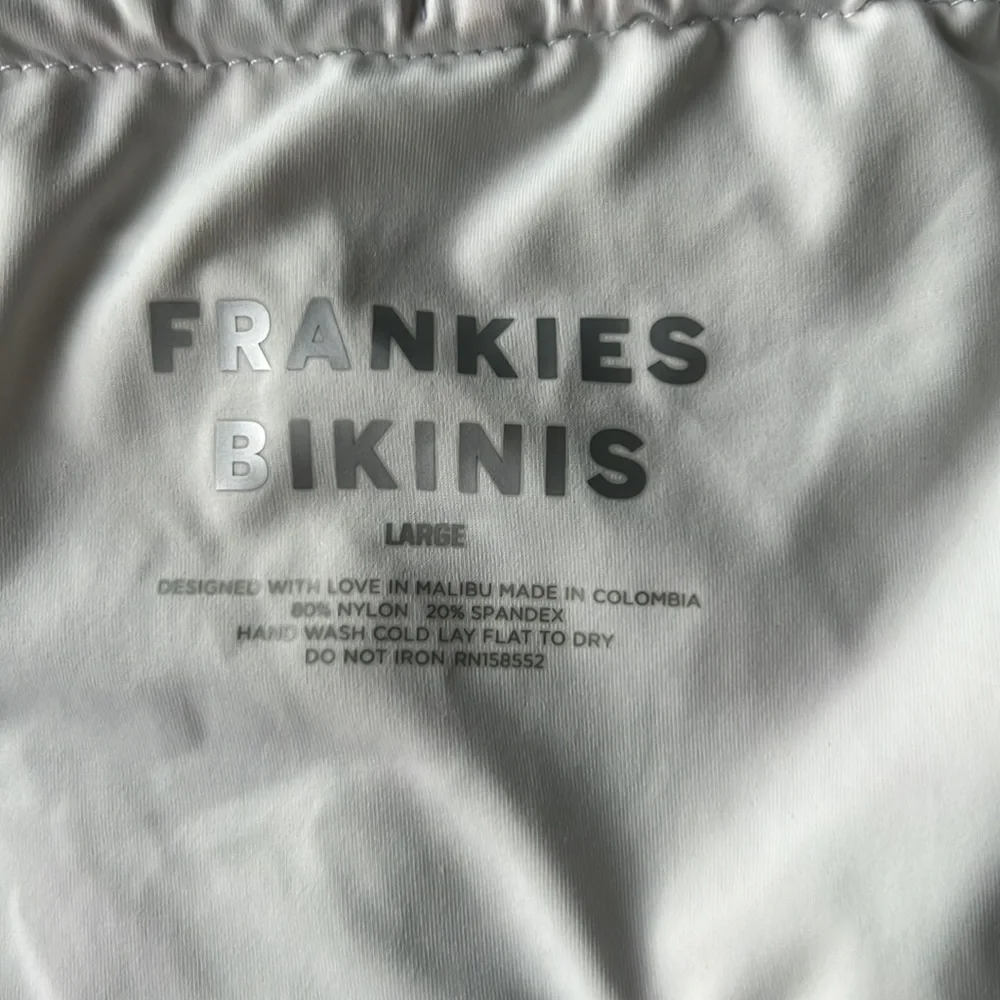 FRANKIES
BIKINIS
LARGE
DESIGNED WITH LOVE IN MALIBU MADE IN COLOMBIA
80% NYLON 20% SPANDEX
HAND WASH COLD LAY FLAT TO DRY
DO NOT IRON RN158552